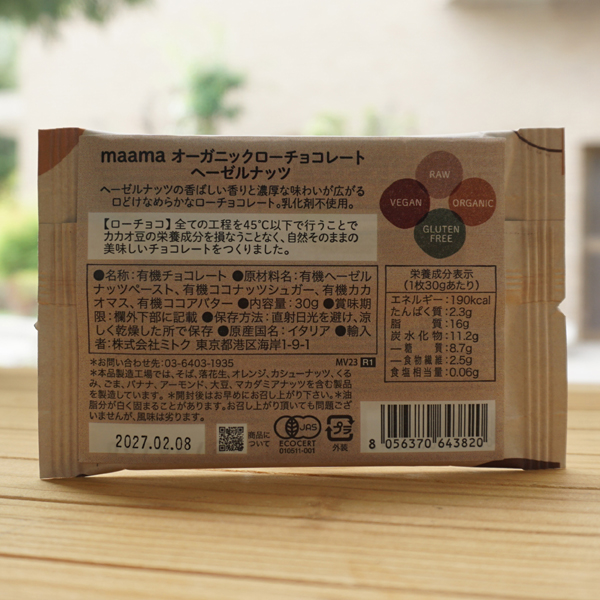 maama オーガニックローチョコレート
ヘーゼルナッツ
ヘーゼルナッツの香ばしい香りと濃厚な味わいが広がる
口どけなめらかなローチョコレート。乳化剤不使用。
【ローチョコ】全ての工程を45℃以下で行うことで
カカオ豆の栄養成分を損なうことなく、自然そのままの
美味しいチョコレートをつくりました。
RAW
VEGAN
ORGANIC
GLUTEN
FREE
●名称：有機チョコレート ●原材料名：有機ヘーゼル
ナッツペースト、有機ココナッツシュガー、有機カカ
オマス、有機ココアバター ●内容量：30g ●賞味期
限：欄外下部に記載 ●保存方法：直射日光を避け、涼
しく乾燥した所で保存 ●原産国名：イタリア ●輸入
者：株式会社ミトク 東京都港区海岸1-9-1
栄養成分表示
(1枚30gあたり)
エネルギー：190kcal
たんぱく質：2.3g
脂質：16g
炭水化物：11.2g
―糖質：8.7g
―食物繊維：2.5g
食塩相当量：0.06g
*お問い合わせ先：03-6403-1935
MV23 R1
*本品製造工場では、そば、落花生、オレンジ、カシューナッツ、くる
み、ごま、バナナ、アーモンド、大豆、マカダミアナッツを含む製品
を製造しています。*開封後はお早めにお召し上がり下さい。*油
脂分が白く固まることがあります。お召し上がり頂いても問題ござ
いませんが、風味は劣ります。
2027.02.08
商品に
ついて
JAS
ECOCERT
D10011-001
プラ
外装
8 056370 643820